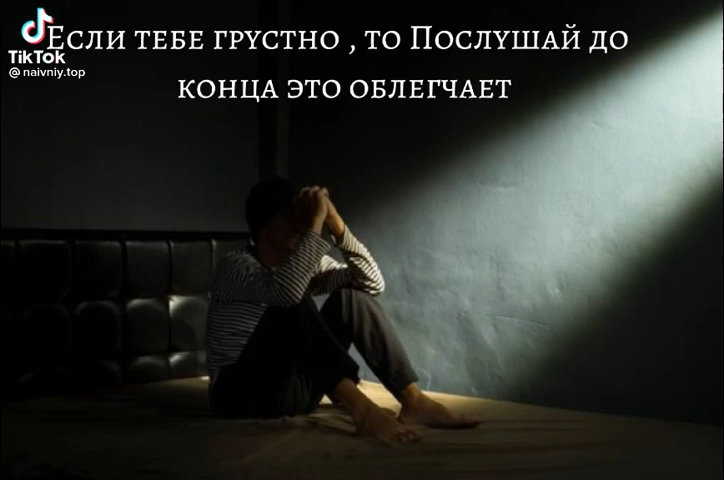 Если тебе грустно , то Послушай до
конца это облегчает
TikTok
@ naivniy.top